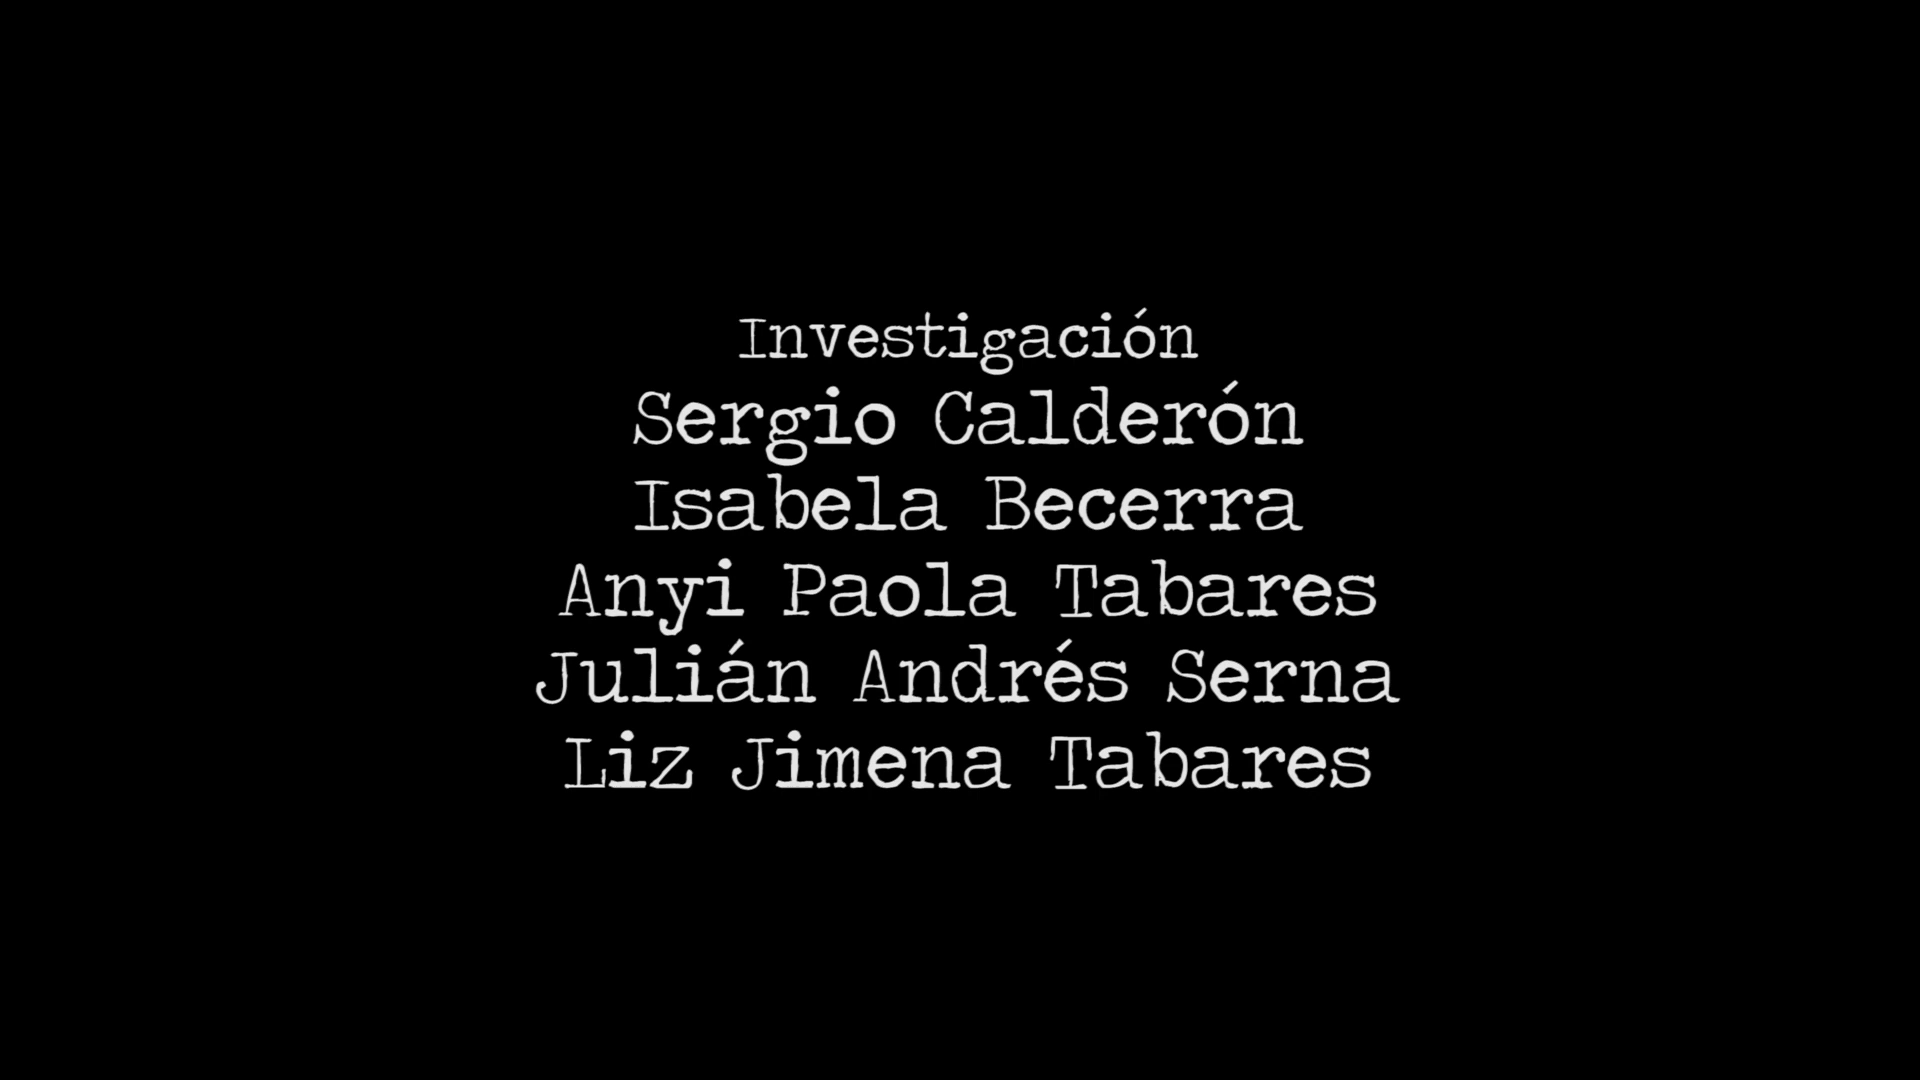 Investigación
Sergio Calderón
Isabela Becerra
Anyi Paola Tabares
Julián Andrés Serna
Liz Jimena Tabares